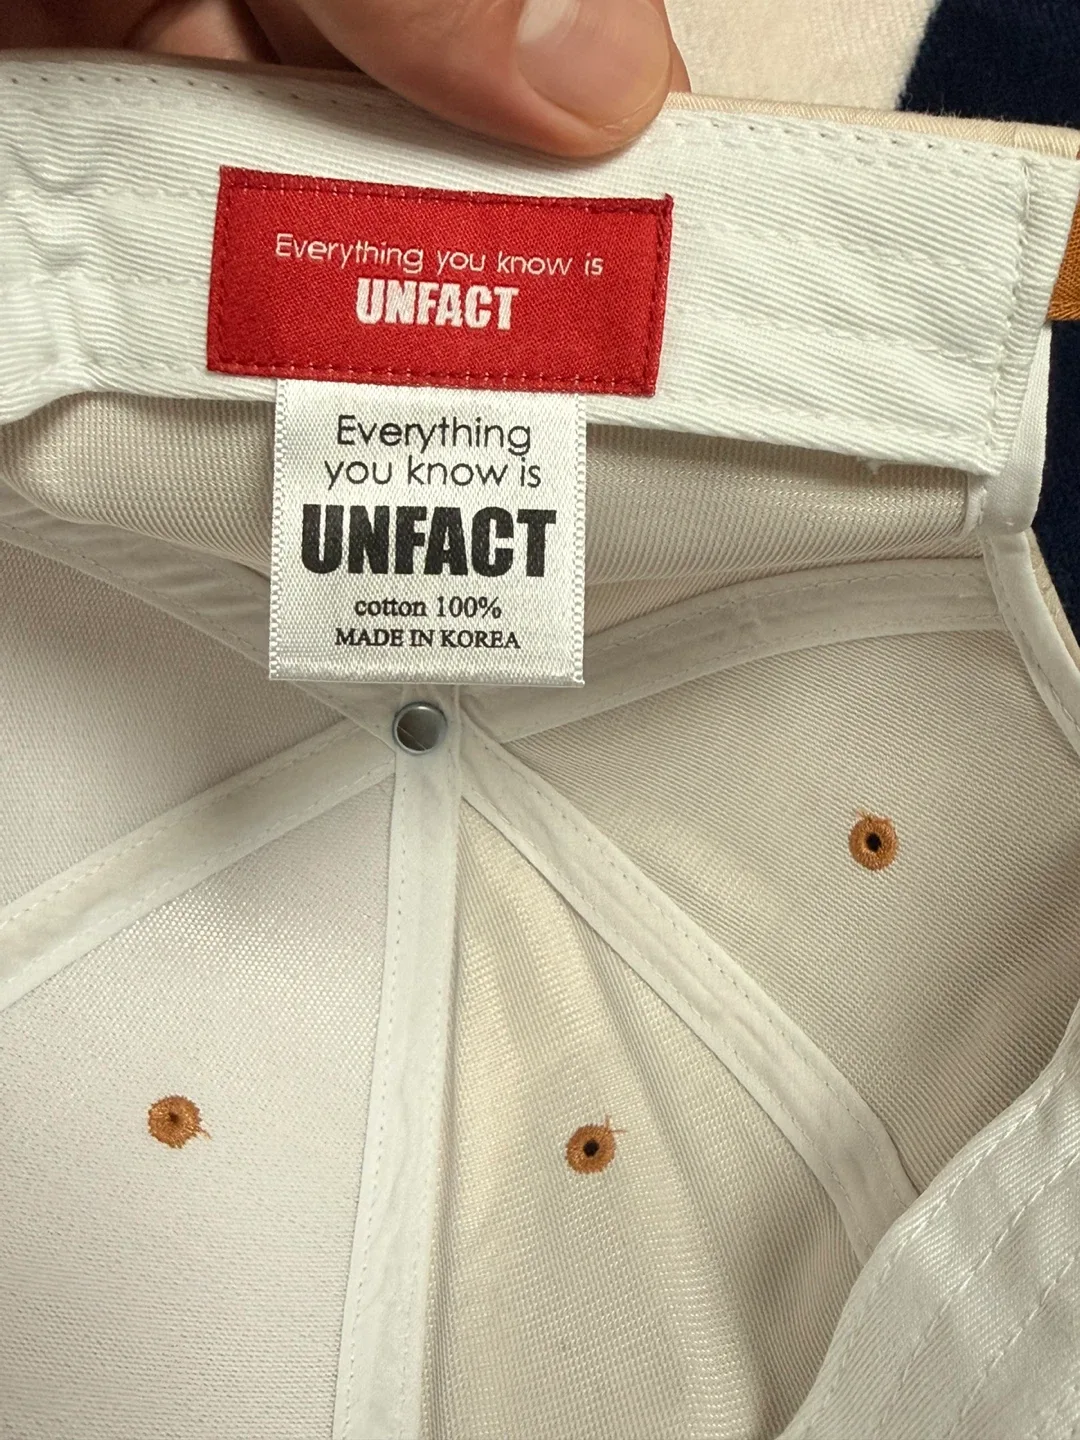 Everything you know is
UNFACT
Everything
you know is
UNFACT
cotton 100%
MADE IN KOREA